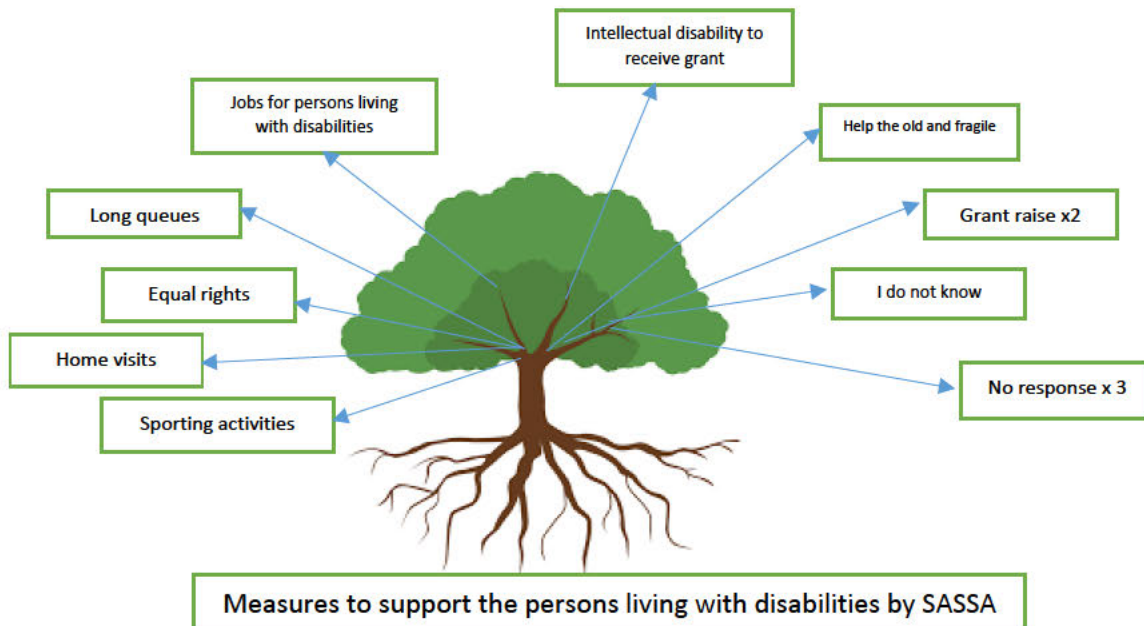 Intellectual disability to
receive grant
Jobs for persons living
with disabilities
Help the old and fragile
Long queues
Grant raise x2
Equal rights
I do not know
Home visits
No response x 3
Sporting activities
Measures to support the persons living with disabilities by SASSA